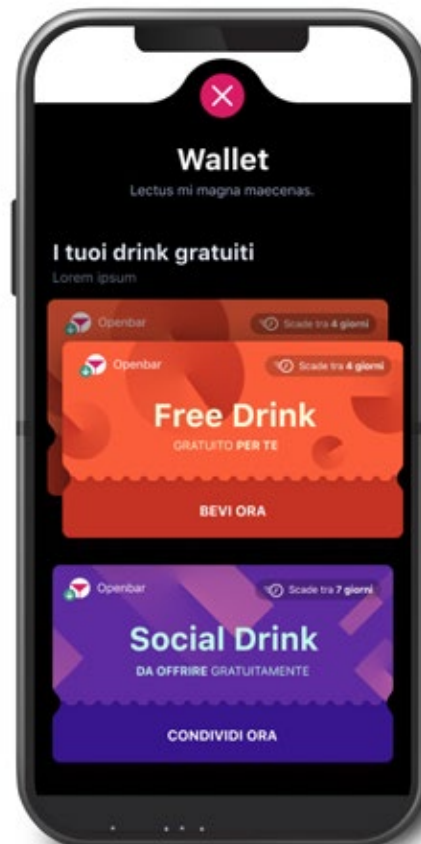 Wallet
Lectus mi magna maecenas.
I tuoi drink gratuiti
Lorem ipsum
Openbar
Scade tra 4 giorni
Openbar
Scade tra 4 giorni
Free Drink
GRATUITO PER TE
BEVI ORA
Openbar
Scade tra 7 giorni
Social Drink
DA OFFRIRE GRATUITAMENTE
CONDIVIDI ORA